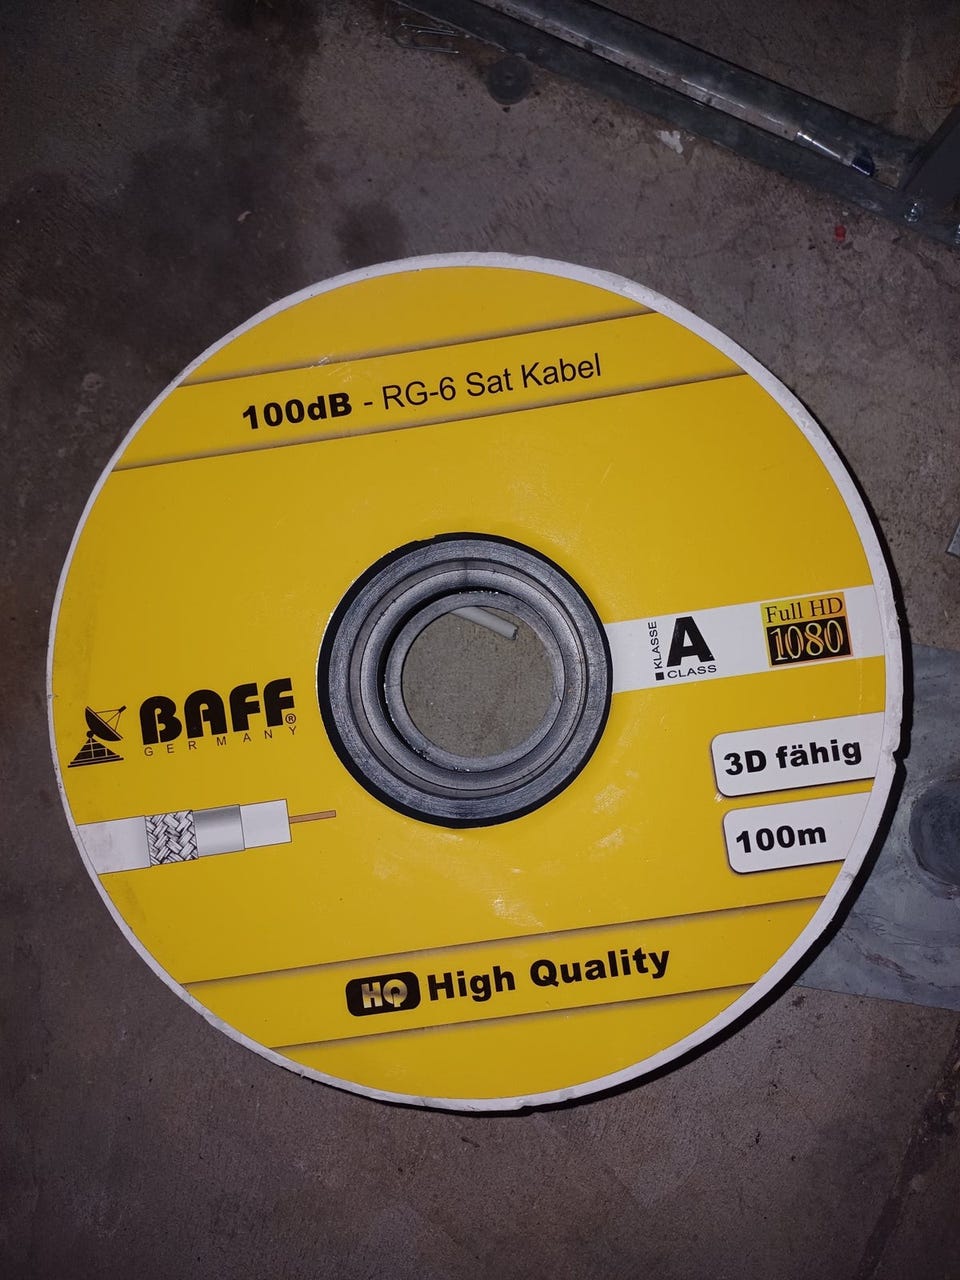 100dB - RG-6 Sat Kabel
KLASSE
A
CLASS
Full HD
1080
BAFF®
GERMANY
3D fähig
100m
HQ High Quality